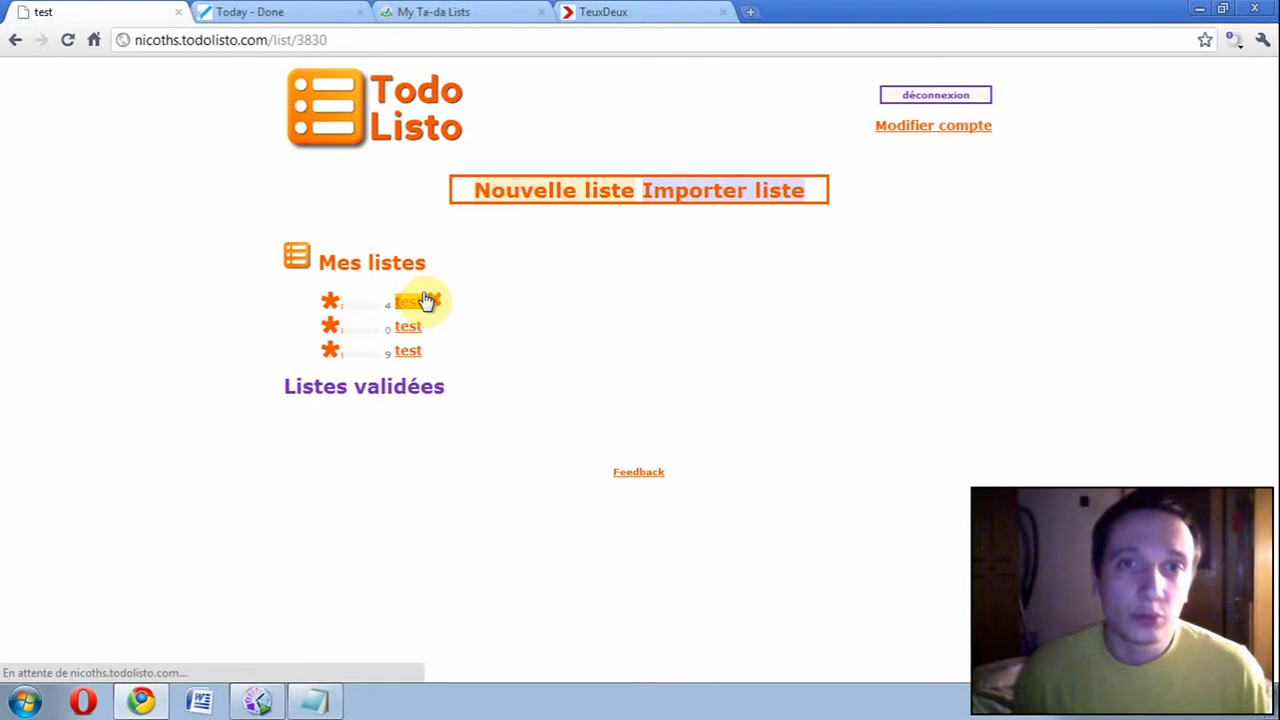 test
Today - Done
My Ta-da Lists
TeuxDeux
nicoths.todolisto.com/list/3830
Todo
Listo
déconnexion
Modifier compte
Nouvelle liste Importer liste
Mes listes
4 test
0 test
9 test
Listes validées
Feedback
En attente de nicoths.todolisto.com...